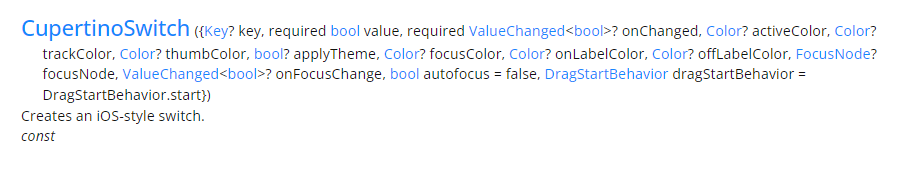 CupertinoSwitch ({Key? key, required bool value, required ValueChanged<bool>? onChanged, Color? activeColor, Color?
trackColor, Color? thumbColor, bool? applyTheme, Color? focusColor, Color? onLabelColor, Color? offLabelColor, FocusNode?
focusNode, ValueChanged<bool>? onFocusChange, bool autofocus = false, DragStartBehavior dragStartBehavior =
DragStartBehavior.start})
Creates an iOS-style switch.
const